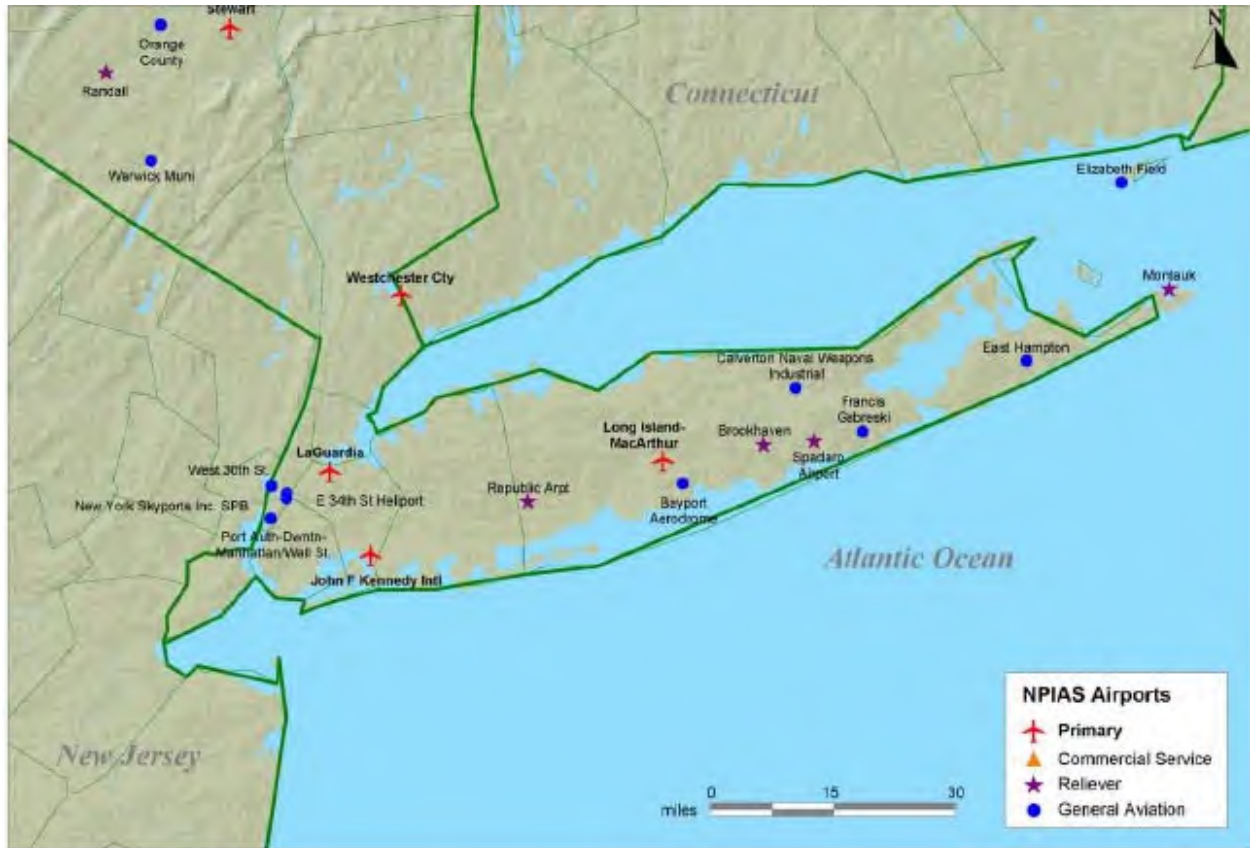 Stewart
N
Orange
County
Connecticut
Randall
Warwick Muni
Elizabeth Field
Westchester Cty
Montauk
East Hampton
Calverton Naval Weapons
Industrial
Francis
Gabreski
Long Island-
MacArthur
Brookhaven
Spadaro
Airport
LaGuardia
West 30th St.
Republic Arpt
New York Skyports Inc. SPB
E 34th St Heliport
Bayport
Aerodrome
Port Auth-Dwntn-
Manhattan/Wall St.
Atlantic Ocean
John F Kennedy Intl
New Jersey
NPIAS Airports
Primary
Commercial Service
Reliever
General Aviation
0 15 30
miles